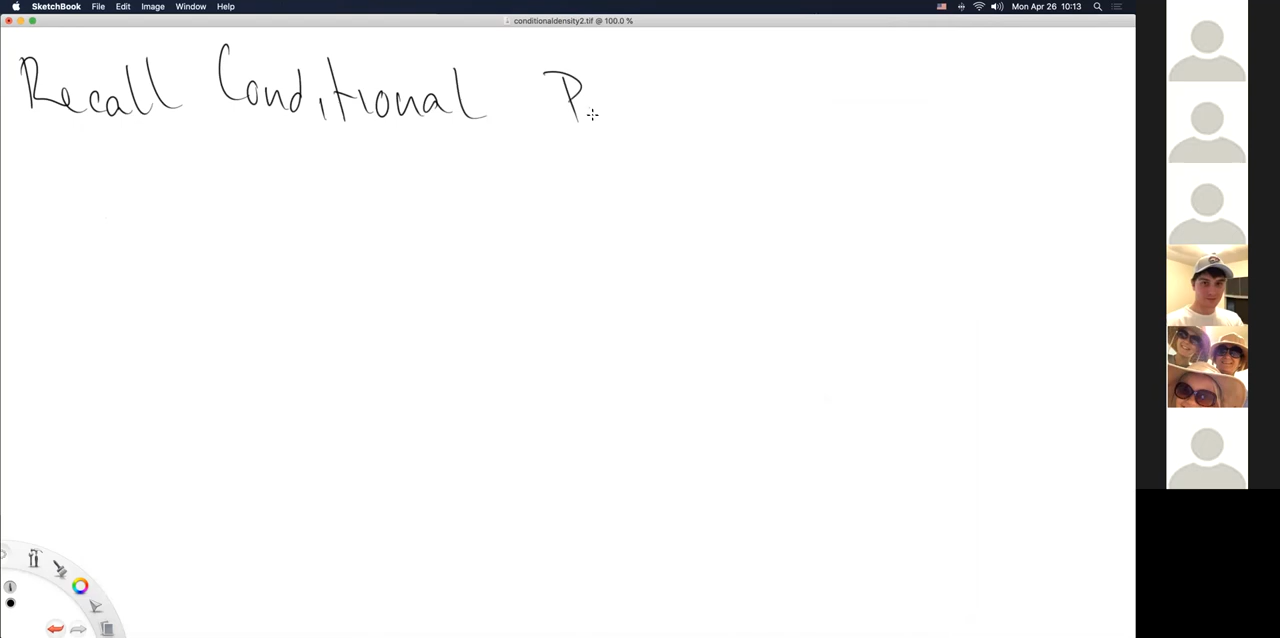 SketchBook File Edit Image Window Help Mon Apr 26 10:13
conditionaldensity2.tif @ 100.0 %
Recall Conditional P